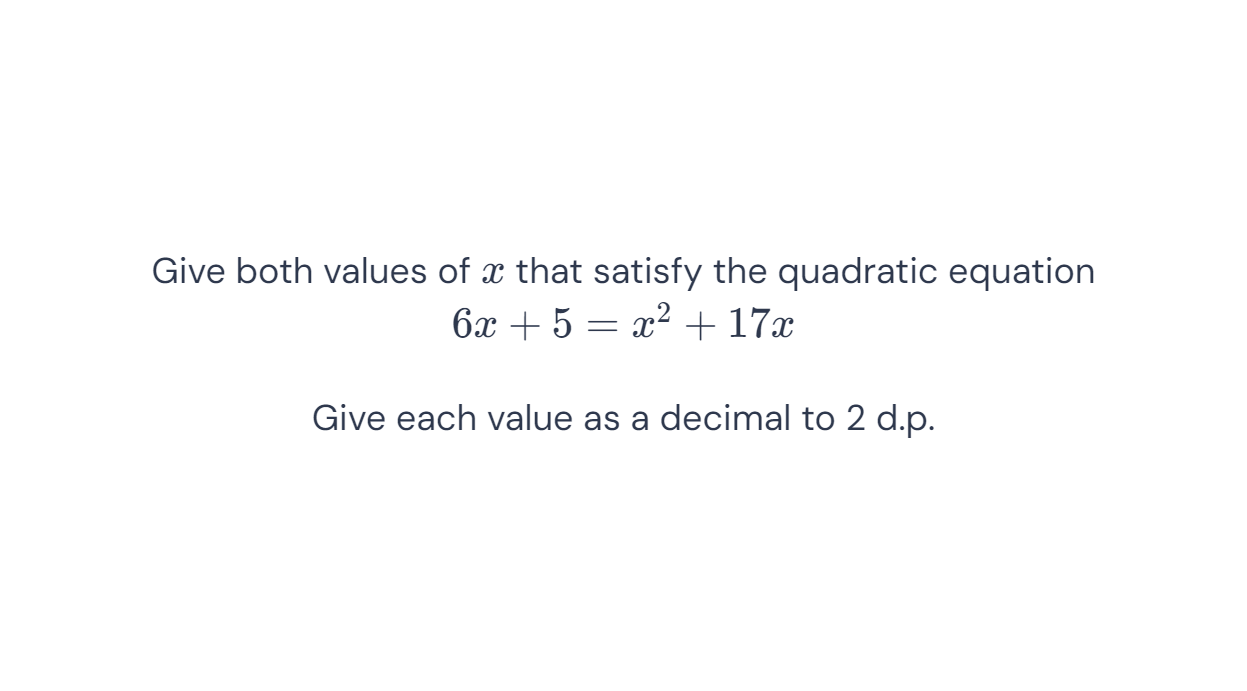 Give both values of x that satisfy the quadratic equation
6x + 5 = x² + 17x
Give each value as a decimal to 2 d.p.